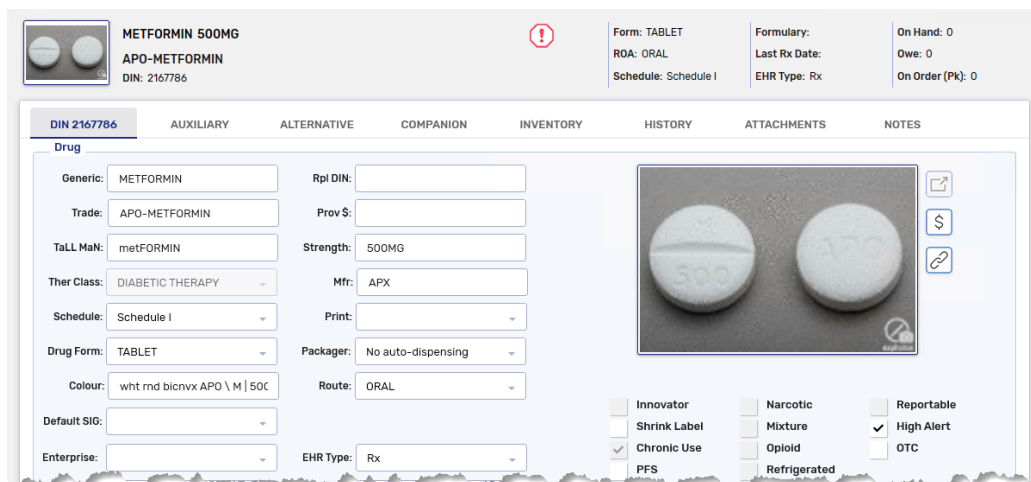 METFORMIN 500MG
APO-METFORMIN
DIN: 2167786
Form: TABLET
ROA: ORAL
Schedule: Schedule I
Formulary:
Last Rx Date:
EHR Type: Rx
On Hand: 0
Owe: 0
On Order (Pk): 0
DIN 2167786 AUXILIARY ALTERNATIVE COMPANION INVENTORY HISTORY ATTACHMENTS NOTES
Drug
Generic: METFORMIN
Rpl DIN:
Trade: APO-METFORMIN
Prov $:
TaLL MaN: metFORMIN
Strength: 500MG
Ther Class: DIABETIC THERAPY
Mfr: APX
Schedule: Schedule I
Print:
Drug Form: TABLET
Packager: No auto-dispensing
Colour: wht rnd bicnvx APO \ M | 500
Route: ORAL
Default SIG:
Enterprise:
EHR Type: Rx
$
500
APO
Innovator Narcotic Reportable
Shrink Label Mixture High Alert
Chronic Use Opioid OTC
PFS Refrigerated